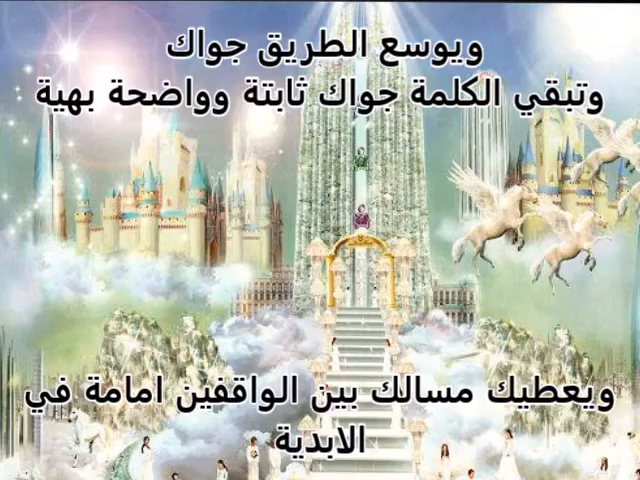 ويوسع الطريق جواك
وتبقي الكلمة جواك ثابتة وواضحة بهية
ويعطيك مسالك بين الواقفين امامة في
الابدية